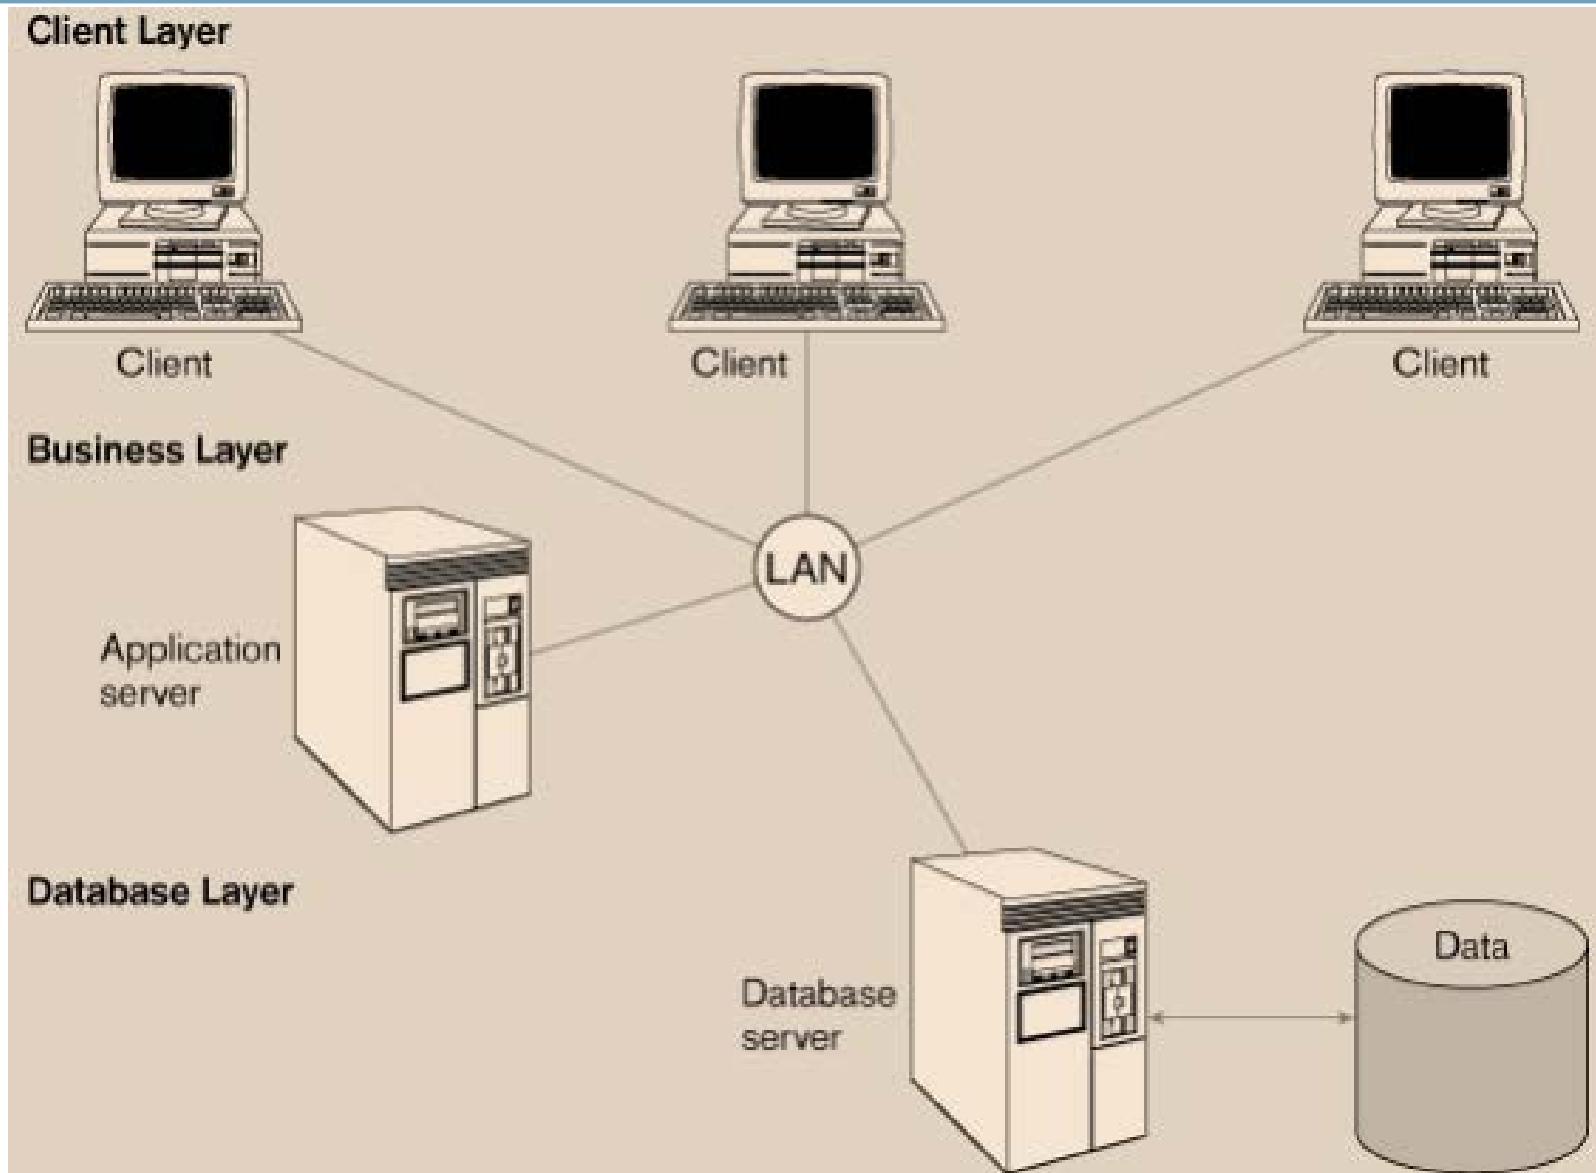 Client Layer
Client
Client
Client
Business Layer
LAN
Application
server
Database Layer
Data
Database
server